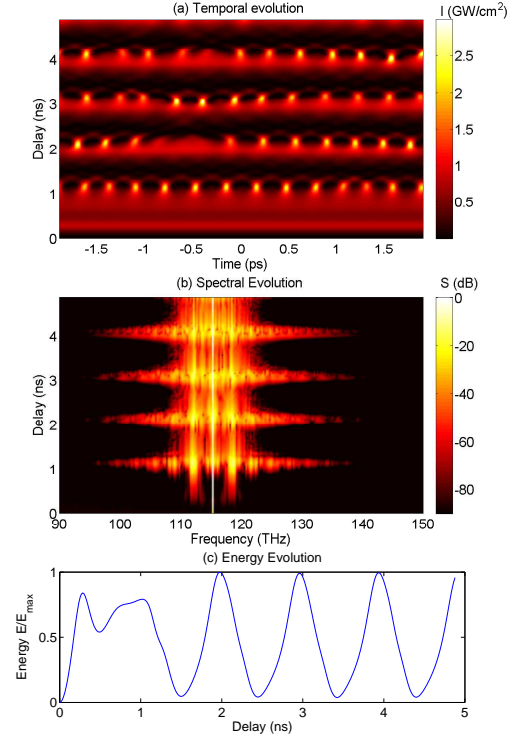 (a) Temporal evolution
I (GW/cm²)
Delay (ns)
4
3
2
1
0
-1.5 -1 -0.5 0 0.5 1 1.5
Time (ps)
2.5
2
1.5
1
0.5
(b) Spectral Evolution
S (dB)
Delay (ns)
4
3
2
1
0
90 100 110 120 130 140 150
Frequency (THz)
0
-20
-40
-60
-80
(c) Energy Evolution
Energy E/E_max
1
0.5
0
0 1 2 3 4 5
Delay (ns)